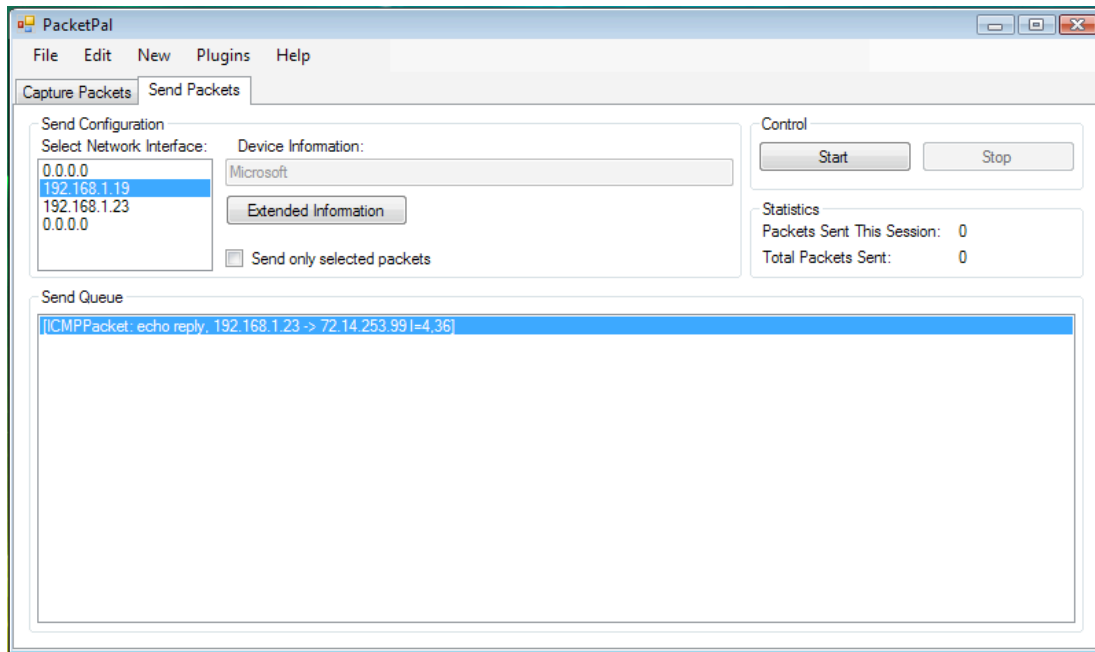 PacketPal
File Edit New Plugins Help
Capture Packets Send Packets
Send Configuration
Select Network Interface: Device Information:
0.0.0.0
192.168.1.19
192.168.1.23
0.0.0.0
Microsoft
Extended Information
Send only selected packets
Control
Start Stop
Statistics
Packets Sent This Session: 0
Total Packets Sent: 0
Send Queue
[ICMPPacket: echo reply, 192.168.1.23 -> 72.14.253.99 l=4,36]